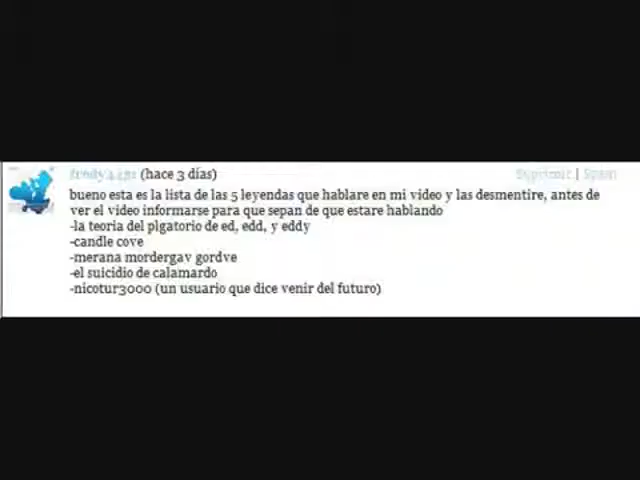 (hace 3 días)
Suprimir | Spam
bueno esta es la lista de las 5 leyendas que hablare en mi video y las desmentire, antes de
ver el video informarse para que sepan de que estare hablando
-la teoria del plgatorio de ed, edd, y eddy
-candle cove
-merana mordergav gordve
-el suicidio de calamardo
-nicotur3000 (un usuario que dice venir del futuro)